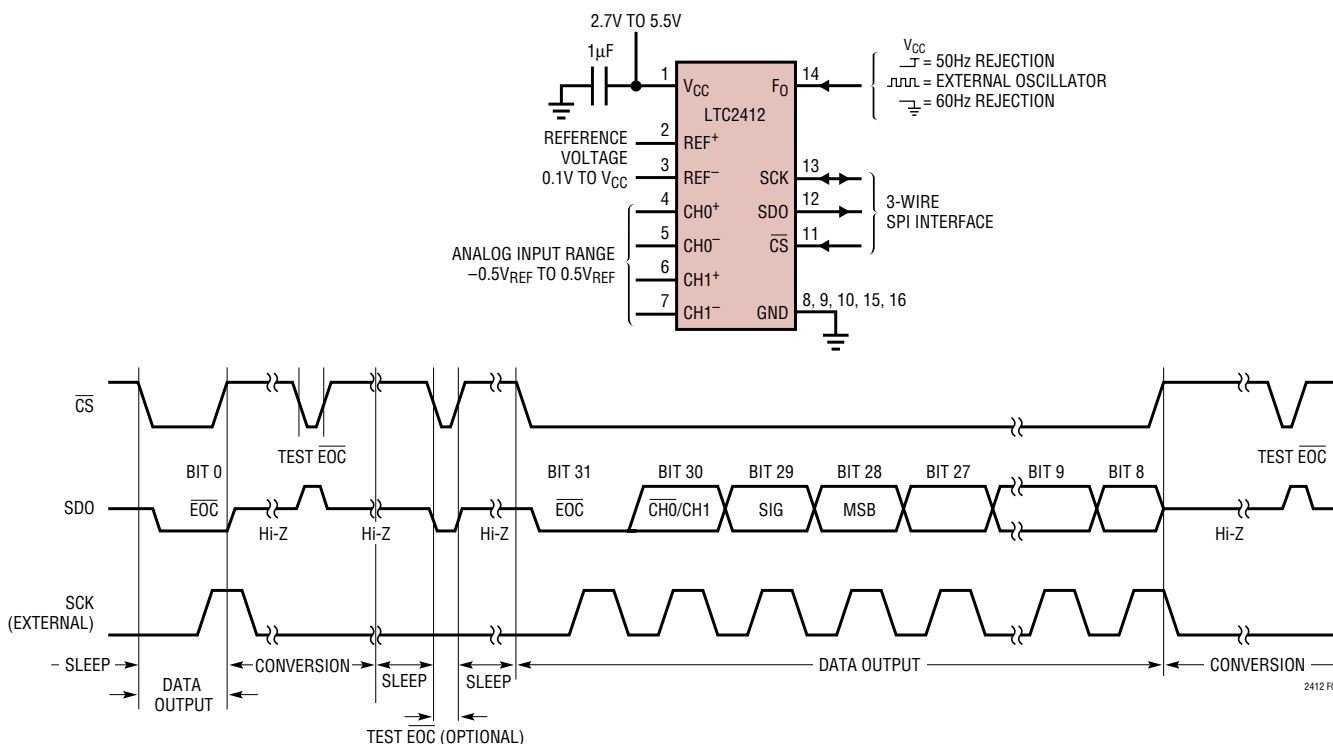 2.7V TO 5.5V
1µF
1
VCC
LTC2412
FO
14
VCC
= 50Hz REJECTION
= EXTERNAL OSCILLATOR
= 60Hz REJECTION
REFERENCE
VOLTAGE
0.1V TO VCC
2
REF+
3
REF–
SCK
13
SDO
12
CS
11
3-WIRE
SPI INTERFACE
ANALOG INPUT RANGE
–0.5VREF TO 0.5VREF
4
CH0+
5
CH0–
6
CH1+
7
CH1–
GND
8, 9, 10, 15, 16
CS
TEST EOC
TEST EOC
BIT 0
BIT 31
BIT 30
BIT 29
BIT 28
BIT 27
BIT 9
BIT 8
SDO
EOC
EOC
CH0/CH1
SIG
MSB
Hi-Z
Hi-Z
Hi-Z
Hi-Z
SCK
(EXTERNAL)
SLEEP
CONVERSION
DATA OUTPUT
CONVERSION
DATA
OUTPUT
SLEEP
SLEEP
TEST EOC (OPTIONAL)
2412